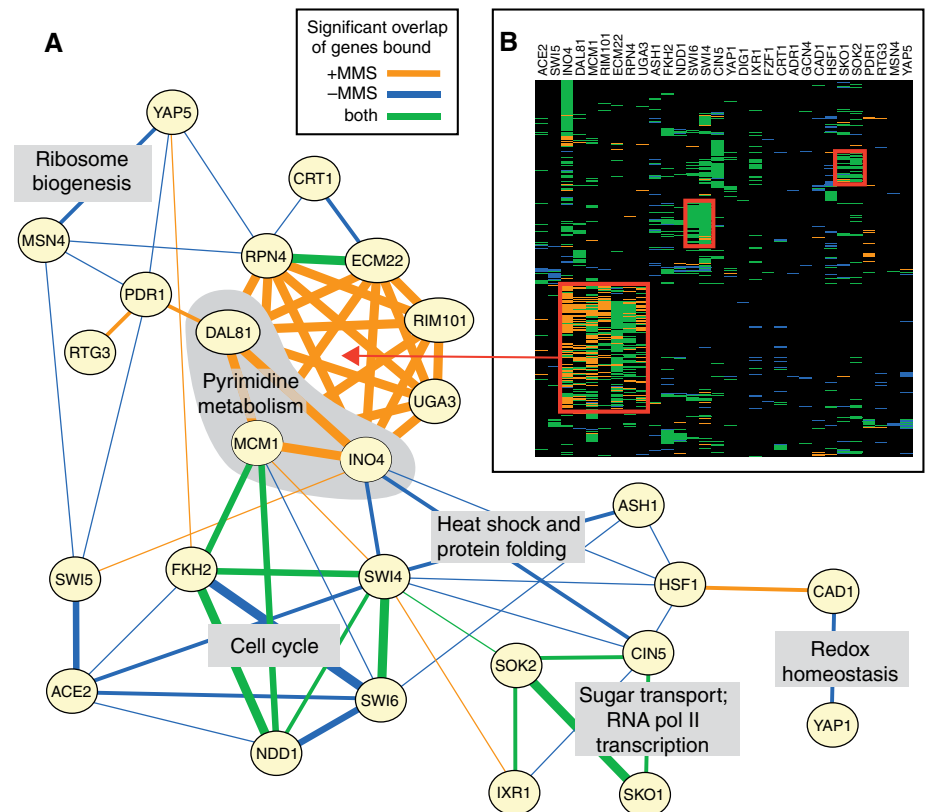 A
Significant overlap
of genes bound
+MMS
−MMS
both
B
ACE2
SWI5
INO4
DAL81
MCM1
RIM101
ECM22
RPN4
UGA3
ASH1
FKH2
NDD1
SWI6
SWI4
CIN5
YAP1
DIG1
IXR1
FZF1
CRT1
ADR1
GCN4
CAD1
HSF1
SKO1
SOK2
PDR1
RTG3
MSN4
YAP5
YAP5
Ribosome
biogenesis
CRT1
MSN4
RPN4
ECM22
PDR1
DAL81
RIM101
RTG3
Pyrimidine
metabolism
UGA3
MCM1
INO4
ASH1
Heat shock and
protein folding
SWI5
FKH2
SWI4
HSF1
CAD1
Cell cycle
SOK2
CIN5
Redox
homeostasis
ACE2
SWI6
Sugar transport;
RNA pol II
transcription
YAP1
NDD1
IXR1
SKO1